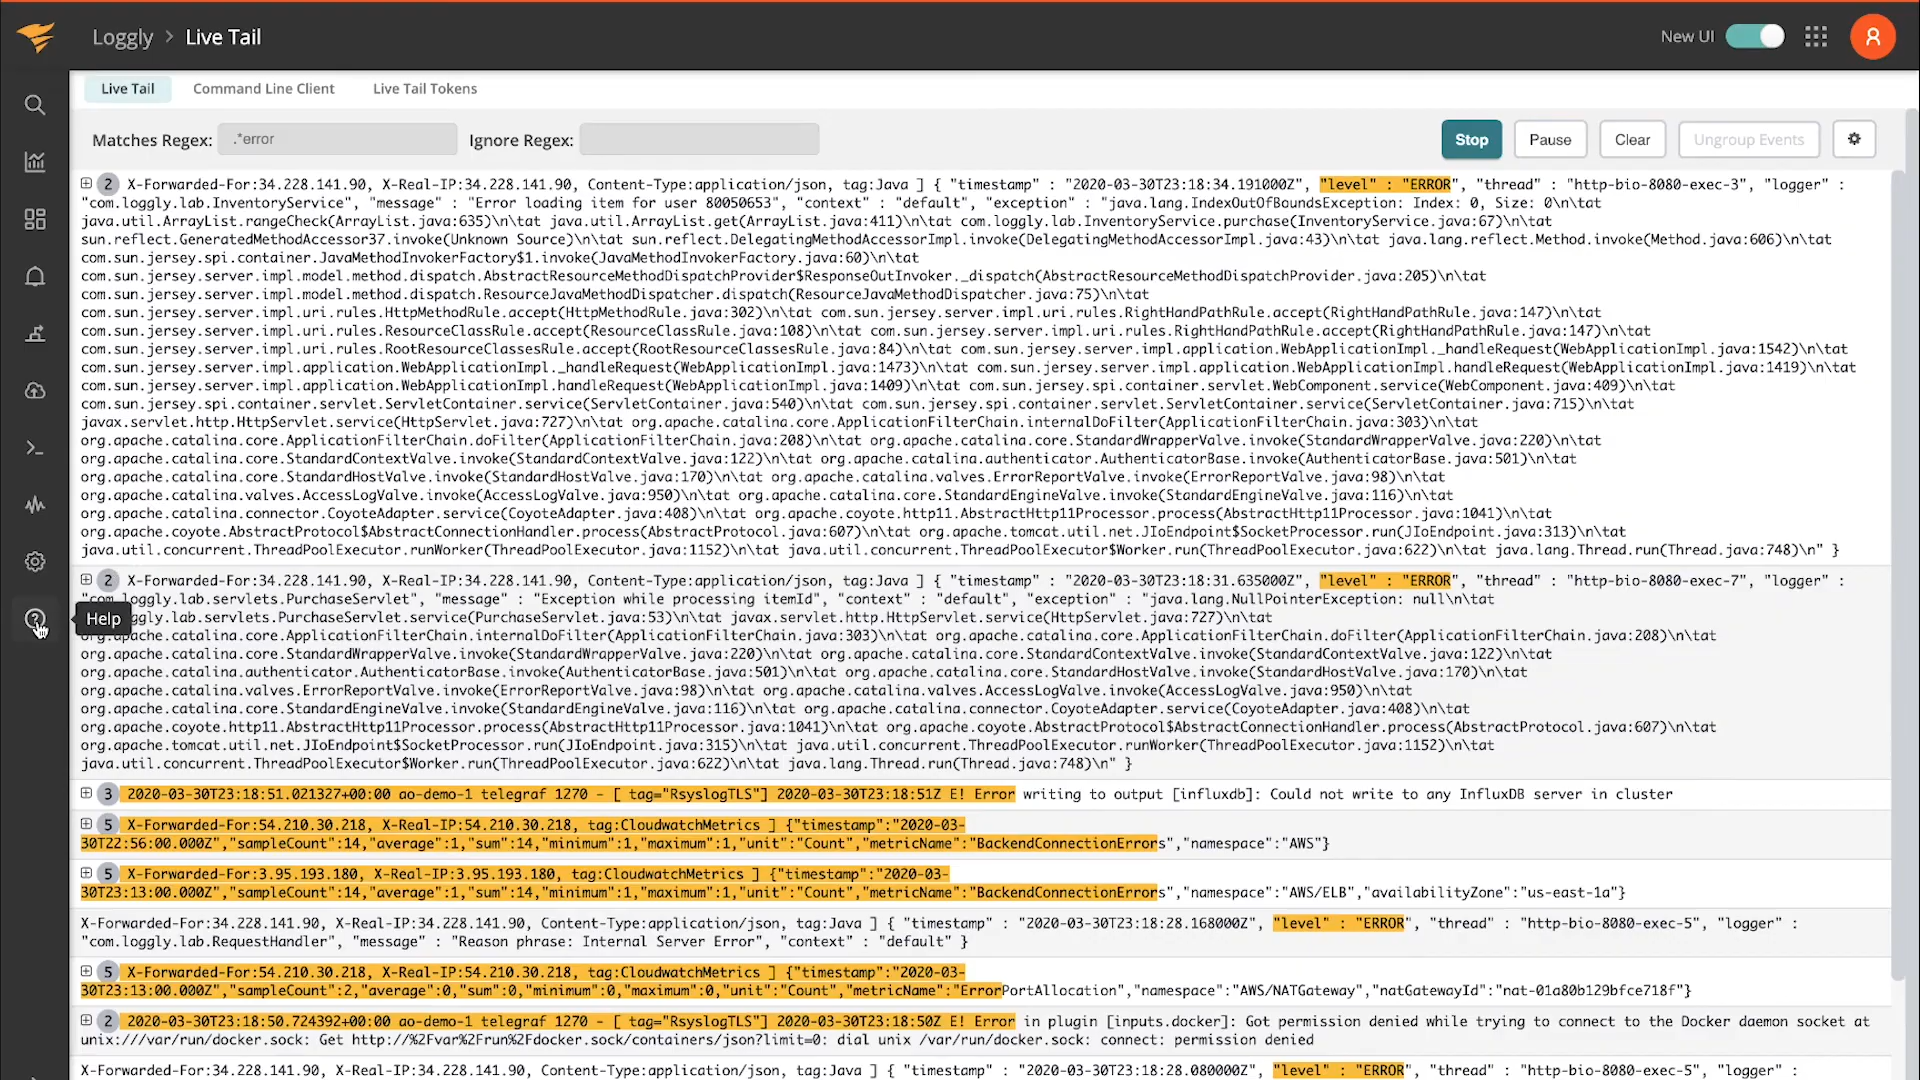 Loggly > Live Tail
New UI
Live Tail Command Line Client Live Tail Tokens
Matches Regex: .*error Ignore Regex: Stop Pause Clear Ungroup Events
2 X-Forwarded-For:34.228.141.90, X-Real-IP:34.228.141.90, Content-Type:application/json, tag:Java ] { "timestamp" : "2020-03-30T23:18:34.191000Z", "level" : "ERROR", "thread" : "http-bio-8080-exec-3", "logger" :
"com.loggly.lab.InventoryService", "message" : "Error loading item for user 80050653", "context" : "default", "exception" : "java.lang.IndexOutOfBoundsException: Index: 0, Size: 0\n\tat
java.util.ArrayList.rangeCheck(ArrayList.java:635)\n\tat java.util.ArrayList.get(ArrayList.java:411)\n\tat com.loggly.lab.InventoryService.purchase(InventoryService.java:67)\n\tat
sun.reflect.GeneratedMethodAccessor37.invoke(Unknown Source)\n\tat sun.reflect.DelegatingMethodAccessorImpl.invoke(DelegatingMethodAccessorImpl.java:43)\n\tat java.lang.reflect.Method.invoke(Method.java:606)\n\tat
com.sun.jersey.spi.container.JavaMethodInvokerFactory$1.invoke(JavaMethodInvokerFactory.java:60)\n\tat
com.sun.jersey.server.impl.model.method.dispatch.AbstractResourceMethodDispatchProvider$ResponseOutInvoker._dispatch(AbstractResourceMethodDispatchProvider.java:205)\n\tat
com.sun.jersey.server.impl.model.method.dispatch.ResourceJavaMethodDispatcher.dispatch(ResourceJavaMethodDispatcher.java:75)\n\tat
com.sun.jersey.server.impl.uri.rules.HttpMethodRule.accept(HttpMethodRule.java:302)\n\tat com.sun.jersey.server.impl.uri.rules.RightHandPathRule.accept(RightHandPathRule.java:147)\n\tat
com.sun.jersey.server.impl.uri.rules.ResourceClassRule.accept(ResourceClassRule.java:108)\n\tat com.sun.jersey.server.impl.uri.rules.RightHandPathRule.accept(RightHandPathRule.java:147)\n\tat
com.sun.jersey.server.impl.uri.rules.RootResourceClassesRule.accept(RootResourceClassesRule.java:84)\n\tat com.sun.jersey.server.impl.application.WebApplicationImpl._handleRequest(WebApplicationImpl.java:1542)\n\tat
com.sun.jersey.server.impl.application.WebApplicationImpl._handleRequest(WebApplicationImpl.java:1473)\n\tat com.sun.jersey.server.impl.application.WebApplicationImpl.handleRequest(WebApplicationImpl.java:1419)\n\tat
com.sun.jersey.server.impl.application.WebApplicationImpl.handleRequest(WebApplicationImpl.java:1409)\n\tat com.sun.jersey.spi.container.servlet.WebComponent.service(WebComponent.java:409)\n\tat
com.sun.jersey.spi.container.servlet.ServletContainer.service(ServletContainer.java:540)\n\tat com.sun.jersey.spi.container.servlet.ServletContainer.service(ServletContainer.java:715)\n\tat
javax.servlet.http.HttpServlet.service(HttpServlet.java:727)\n\tat org.apache.catalina.core.ApplicationFilterChain.internalDoFilter(ApplicationFilterChain.java:303)\n\tat
org.apache.catalina.core.ApplicationFilterChain.doFilter(ApplicationFilterChain.java:208)\n\tat org.apache.catalina.core.StandardWrapperValve.invoke(StandardWrapperValve.java:220)\n\tat
org.apache.catalina.core.StandardContextValve.invoke(StandardContextValve.java:122)\n\tat org.apache.catalina.authenticator.AuthenticatorBase.invoke(AuthenticatorBase.java:501)\n\tat
org.apache.catalina.core.StandardHostValve.invoke(StandardHostValve.java:170)\n\tat org.apache.catalina.valves.ErrorReportValve.invoke(ErrorReportValve.java:98)\n\tat
org.apache.catalina.valves.AccessLogValve.invoke(AccessLogValve.java:950)\n\tat org.apache.catalina.core.StandardEngineValve.invoke(StandardEngineValve.java:116)\n\tat
org.apache.catalina.connector.CoyoteAdapter.service(CoyoteAdapter.java:408)\n\tat org.apache.coyote.http11.AbstractHttp11Processor.process(AbstractHttp11Processor.java:1041)\n\tat
org.apache.coyote.AbstractProtocol$AbstractConnectionHandler.process(AbstractProtocol.java:607)\n\tat org.apache.tomcat.util.net.JIoEndpoint$SocketProcessor.run(JIoEndpoint.java:313)\n\tat
java.util.concurrent.ThreadPoolExecutor.runWorker(ThreadPoolExecutor.java:1152)\n\tat java.util.concurrent.ThreadPoolExecutor$Worker.run(ThreadPoolExecutor.java:622)\n\tat java.lang.Thread.run(Thread.java:748)\n" }
2 X-Forwarded-For:34.228.141.90, X-Real-IP:34.228.141.90, Content-Type:application/json, tag:Java ] { "timestamp" : "2020-03-30T23:18:31.635000Z", "level" : "ERROR", "thread" : "http-bio-8080-exec-7", "logger" :
"com.loggly.lab.servlets.PurchaseServlet", "message" : "Exception while processing itemId", "context" : "default", "exception" : "java.lang.NullPointerException: null\n\tat
Help
loggly.lab.servlets.PurchaseServlet.service(PurchaseServlet.java:53)\n\tat javax.servlet.http.HttpServlet.service(HttpServlet.java:727)\n\tat
org.apache.catalina.core.ApplicationFilterChain.internalDoFilter(ApplicationFilterChain.java:303)\n\tat org.apache.catalina.core.ApplicationFilterChain.doFilter(ApplicationFilterChain.java:208)\n\tat
org.apache.catalina.core.StandardWrapperValve.invoke(StandardWrapperValve.java:220)\n\tat org.apache.catalina.core.StandardContextValve.invoke(StandardContextValve.java:122)\n\tat
org.apache.catalina.authenticator.AuthenticatorBase.invoke(AuthenticatorBase.java:501)\n\tat org.apache.catalina.core.StandardHostValve.invoke(StandardHostValve.java:170)\n\tat
org.apache.catalina.valves.ErrorReportValve.invoke(ErrorReportValve.java:98)\n\tat org.apache.catalina.valves.AccessLogValve.invoke(AccessLogValve.java:950)\n\tat
org.apache.catalina.core.StandardEngineValve.invoke(StandardEngineValve.java:116)\n\tat org.apache.catalina.connector.CoyoteAdapter.service(CoyoteAdapter.java:408)\n\tat
org.apache.coyote.http11.AbstractHttp11Processor.process(AbstractHttp11Processor.java:1041)\n\tat org.apache.coyote.AbstractProtocol$AbstractConnectionHandler.process(AbstractProtocol.java:607)\n\tat
org.apache.tomcat.util.net.JIoEndpoint$SocketProcessor.run(JIoEndpoint.java:315)\n\tat java.util.concurrent.ThreadPoolExecutor.runWorker(ThreadPoolExecutor.java:1152)\n\tat
java.util.concurrent.ThreadPoolExecutor$Worker.run(ThreadPoolExecutor.java:622)\n\tat java.lang.Thread.run(Thread.java:748)\n" }
3 2020-03-30T23:18:51.021327+00:00 ao-demo-1 telegraf 1270 - [ tag="RsyslogTLS"] 2020-03-30T23:18:51Z E! Error writing to output [influxdb]: Could not write to any InfluxDB server in cluster
5 X-Forwarded-For:54.210.30.218, X-Real-IP:54.210.30.218, tag:CloudwatchMetrics ] {"timestamp":"2020-03-
30T22:56:00.000Z","sampleCount":14,"average":1,"sum":14,"minimum":1,"maximum":1,"unit":"Count","metricName":"BackendConnectionErrors","namespace":"AWS"}
5 X-Forwarded-For:3.95.193.180, X-Real-IP:3.95.193.180, tag:CloudwatchMetrics ] {"timestamp":"2020-03-
30T23:13:00.000Z","sampleCount":14,"average":1,"sum":14,"minimum":1,"maximum":1,"unit":"Count","metricName":"BackendConnectionErrors","namespace":"AWS/ELB","availabilityZone":"us-east-1a"}
X-Forwarded-For:34.228.141.90, X-Real-IP:34.228.141.90, Content-Type:application/json, tag:Java ] { "timestamp" : "2020-03-30T23:18:28.168000Z", "level" : "ERROR", "thread" : "http-bio-8080-exec-5", "logger" :
"com.loggly.lab.RequestHandler", "message" : "Reason phrase: Internal Server Error", "context" : "default" }
5 X-Forwarded-For:54.210.30.218, X-Real-IP:54.210.30.218, tag:CloudwatchMetrics ] {"timestamp":"2020-03-
30T23:13:00.000Z","sampleCount":2,"average":0,"sum":0,"minimum":0,"maximum":0,"unit":"Count","metricName":"ErrorPortAllocation","namespace":"AWS/NATGateway","natGatewayId":"nat-01a80b129bfce718f"}
2 2020-03-30T23:18:50.724392+00:00 ao-demo-1 telegraf 1270 - [ tag="RsyslogTLS"] 2020-03-30T23:18:50Z E! Error in plugin [inputs.docker]: Got permission denied while trying to connect to the Docker daemon socket at
unix:///var/run/docker.sock: Get http://%2Fvar%2Frun%2Fdocker.sock/containers/json?limit=0: dial unix /var/run/docker.sock: connect: permission denied
X-Forwarded-For:34.228.141.90, X-Real-IP:34.228.141.90, Content-Type:application/json, tag:Java ] { "timestamp" : "2020-03-30T23:18:28.080000Z", "level" : "ERROR", "thread" : "http-bio-8080-exec-5", "logger" :